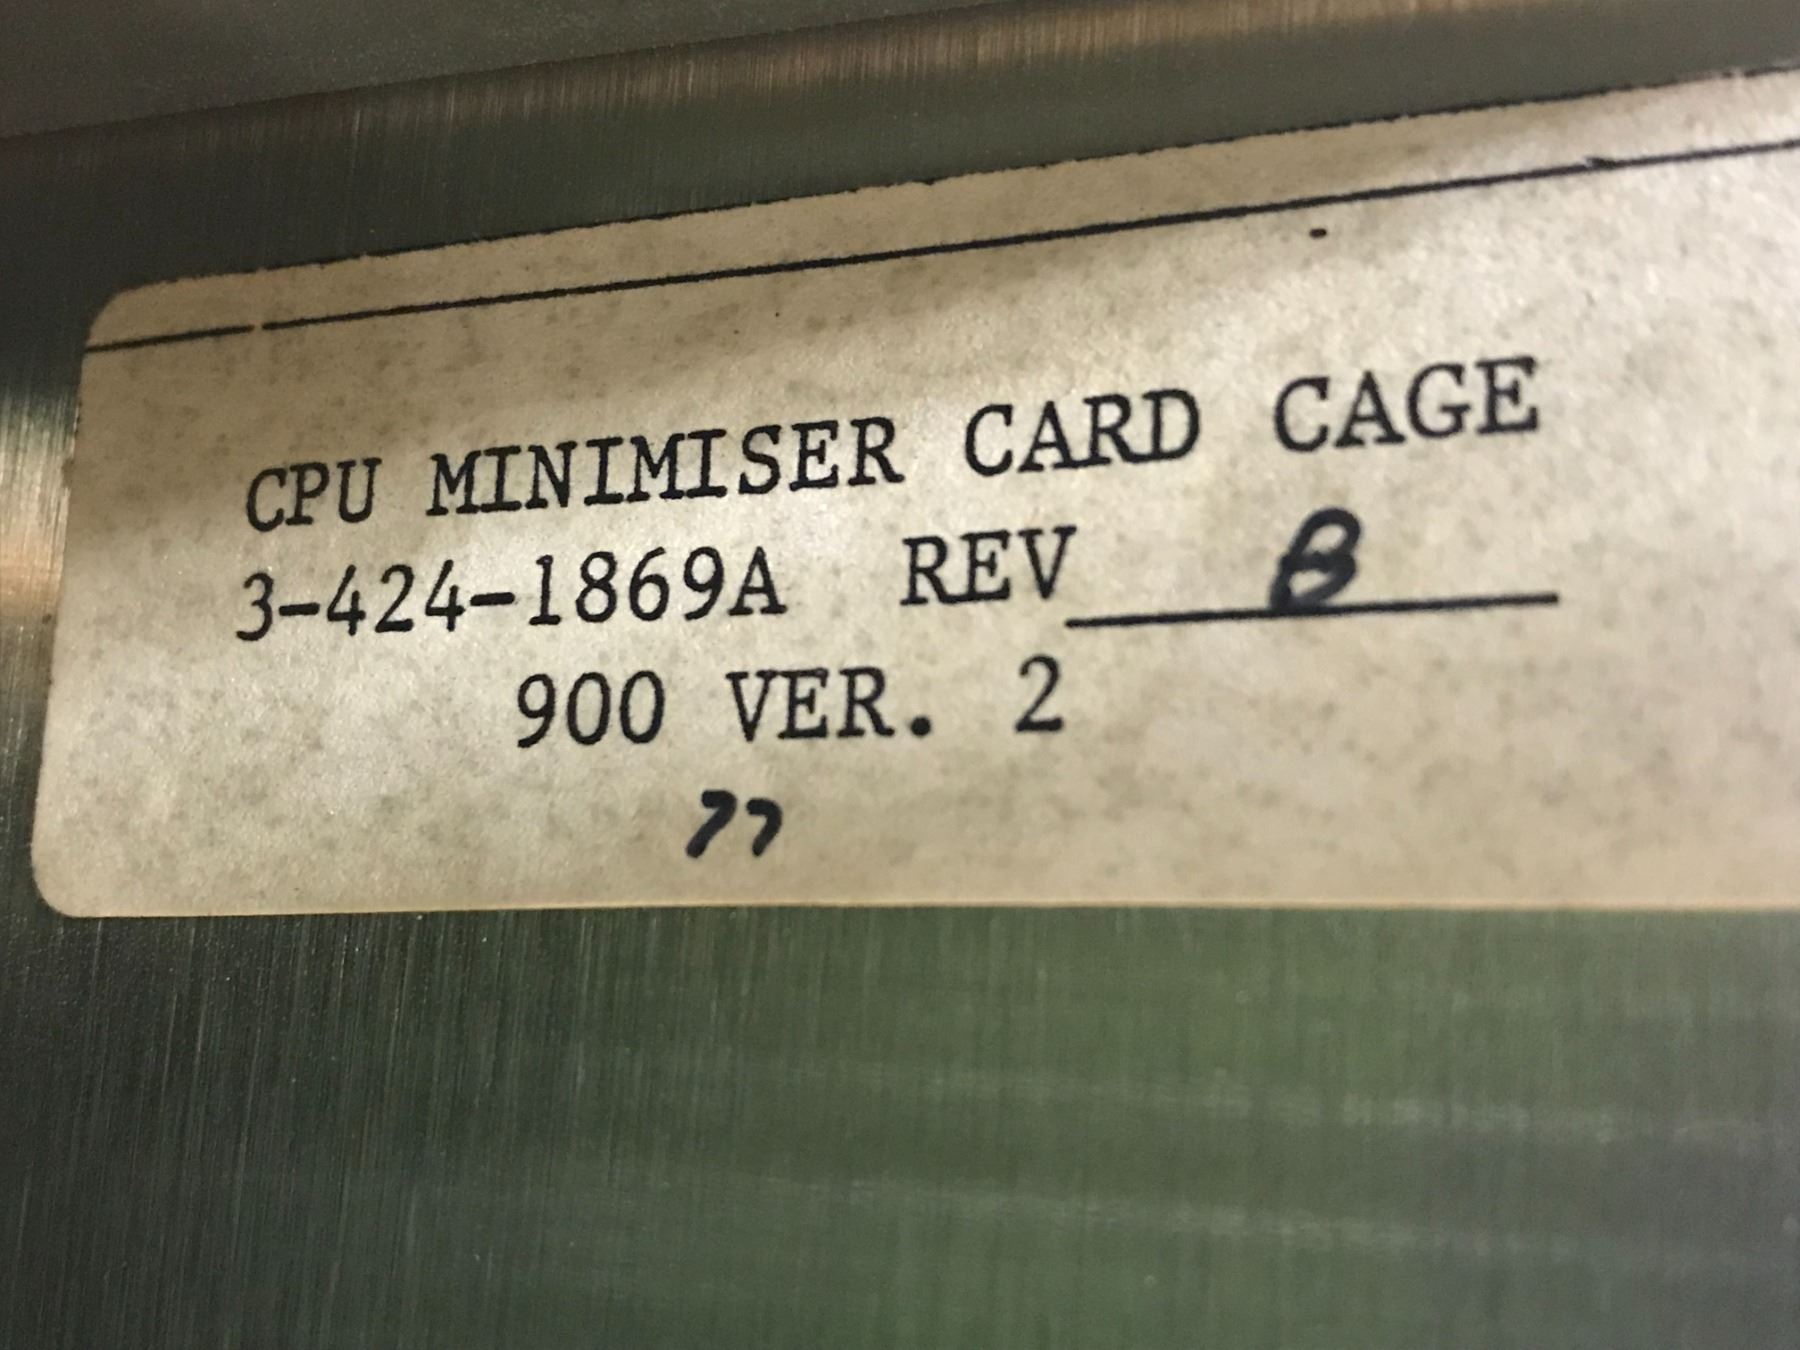 CPU MINIMISER CARD CAGE
3-424-1869A REV B
900 VER. 2
77